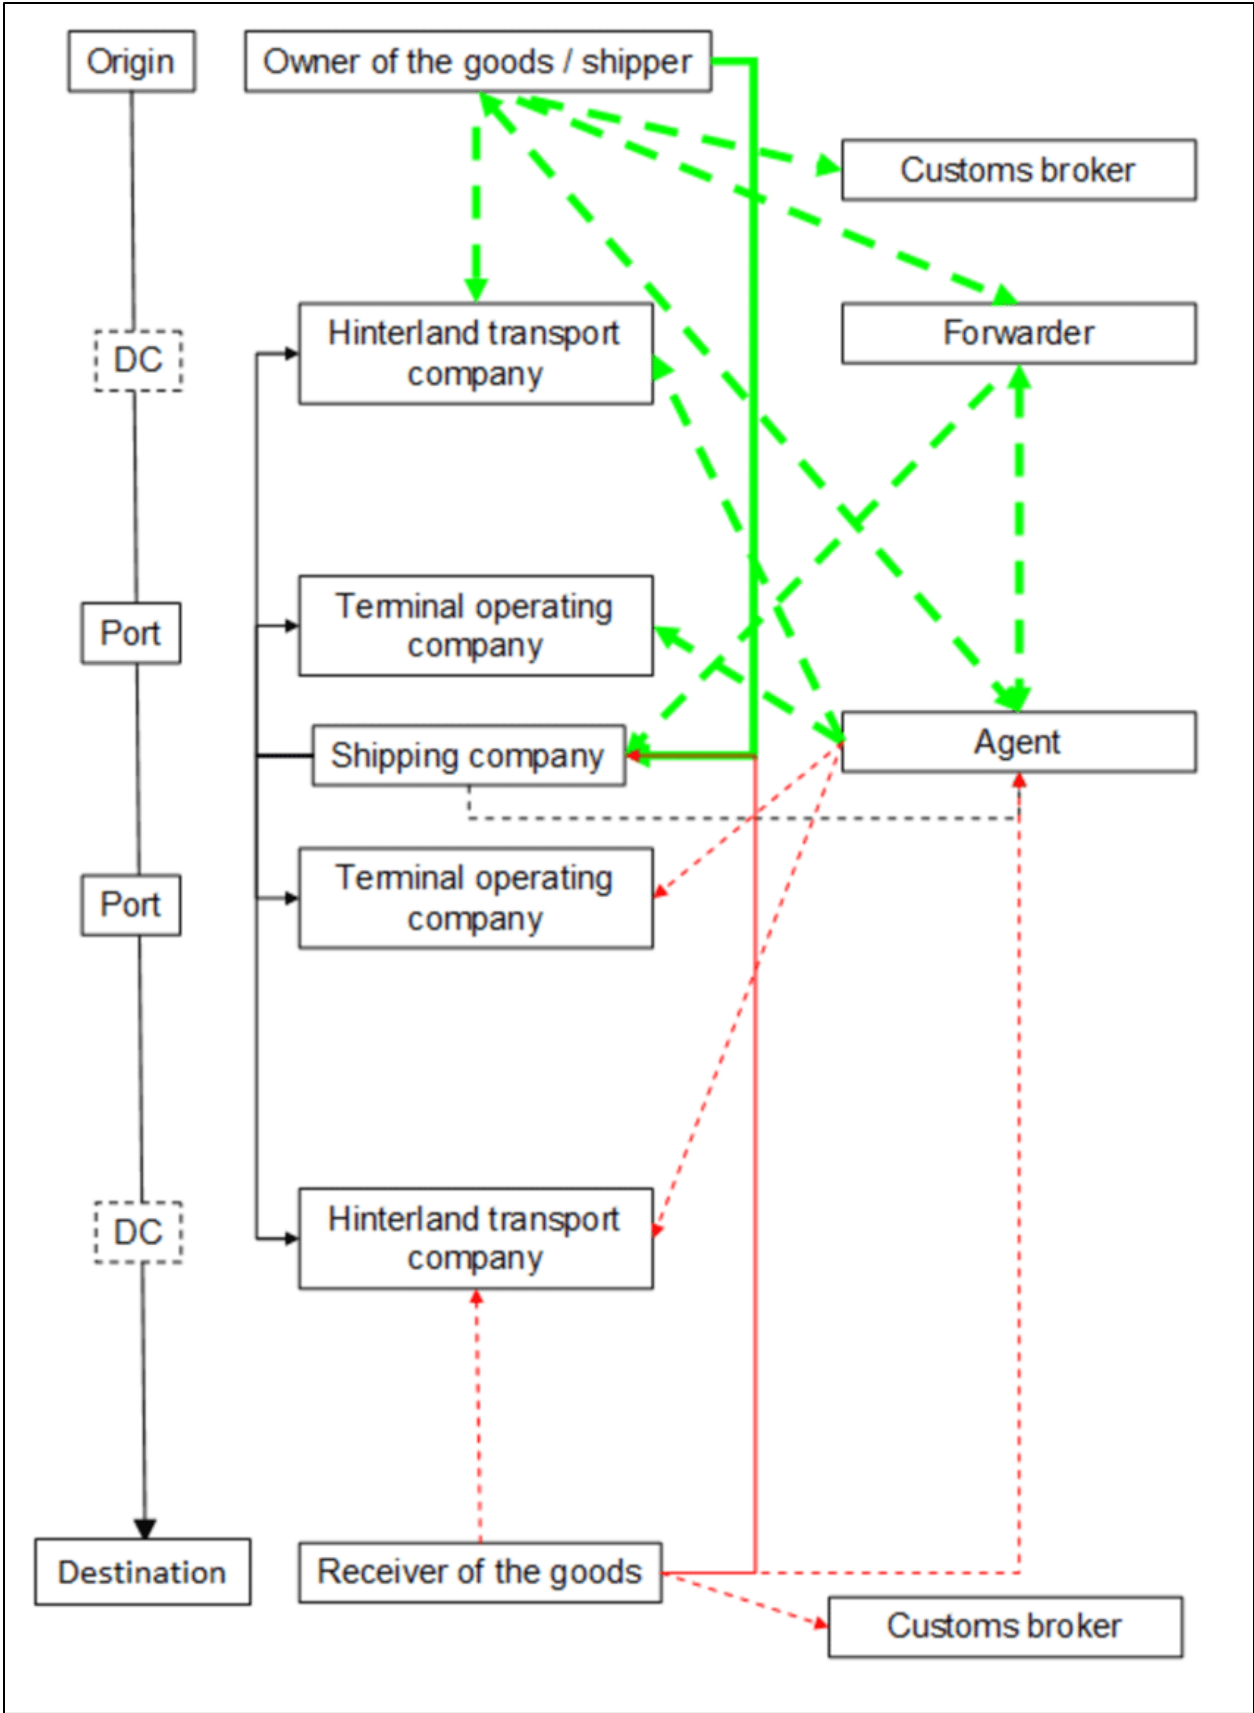 Origin
Owner of the goods / shipper
Customs broker
DC
Hinterland transport
company
Forwarder
Port
Terminal operating
company
Shipping company
Agent
Port
Terminal operating
company
DC
Hinterland transport
company
Destination
Receiver of the goods
Customs broker